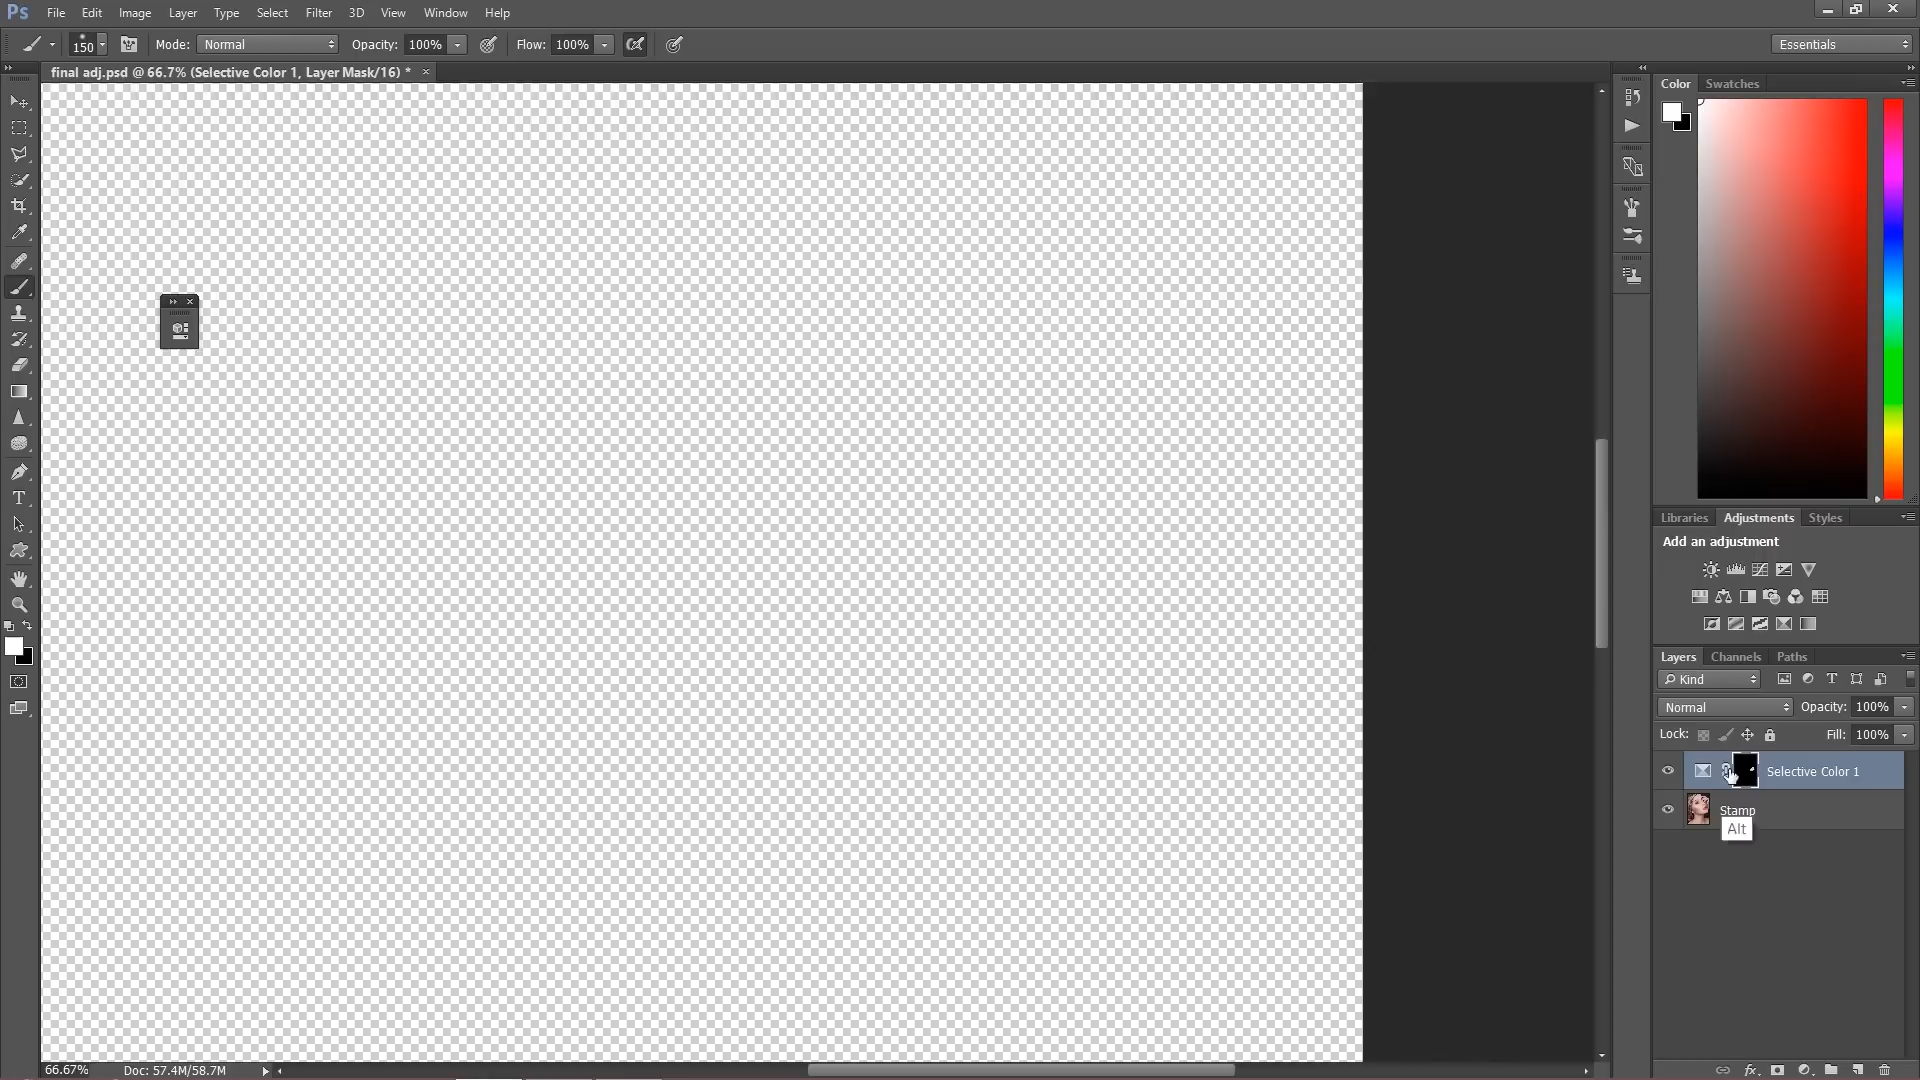 Ps File Edit Image Layer Type Select Filter 3D View Window Help
150 Mode: Normal Opacity: 100% Flow: 100% Essentials
final adj.psd @ 66.7% (Selective Color 1, Layer Mask/16) * ×
Color Swatches
Libraries Adjustments Styles
Add an adjustment
Layers Channels Paths
Kind
Normal Opacity: 100%
Lock: Fill: 100%
Selective Color 1
Stamp
Alt
66.67% Doc: 57.4M/58.7M